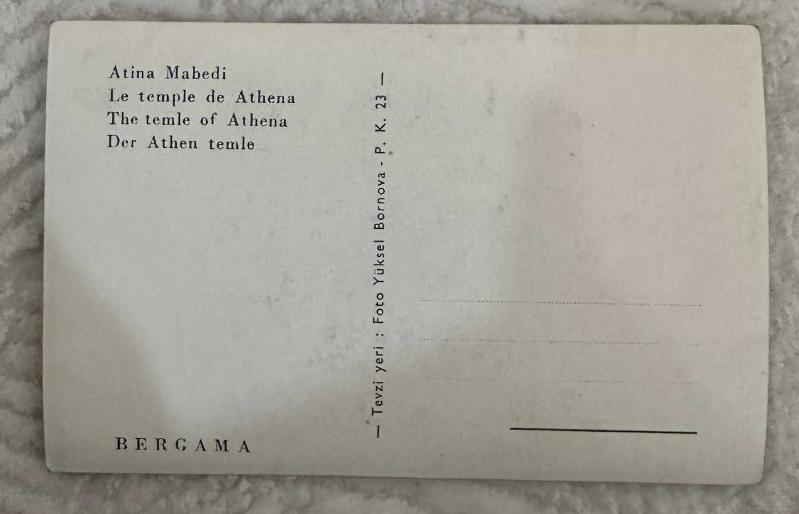 Atina Mabedi
Le temple de Athena
The temle of Athena
Der Athen temle
— Tevzi yeri : Foto Yüksel Bornova - P. K. 23 —
BERGAMA